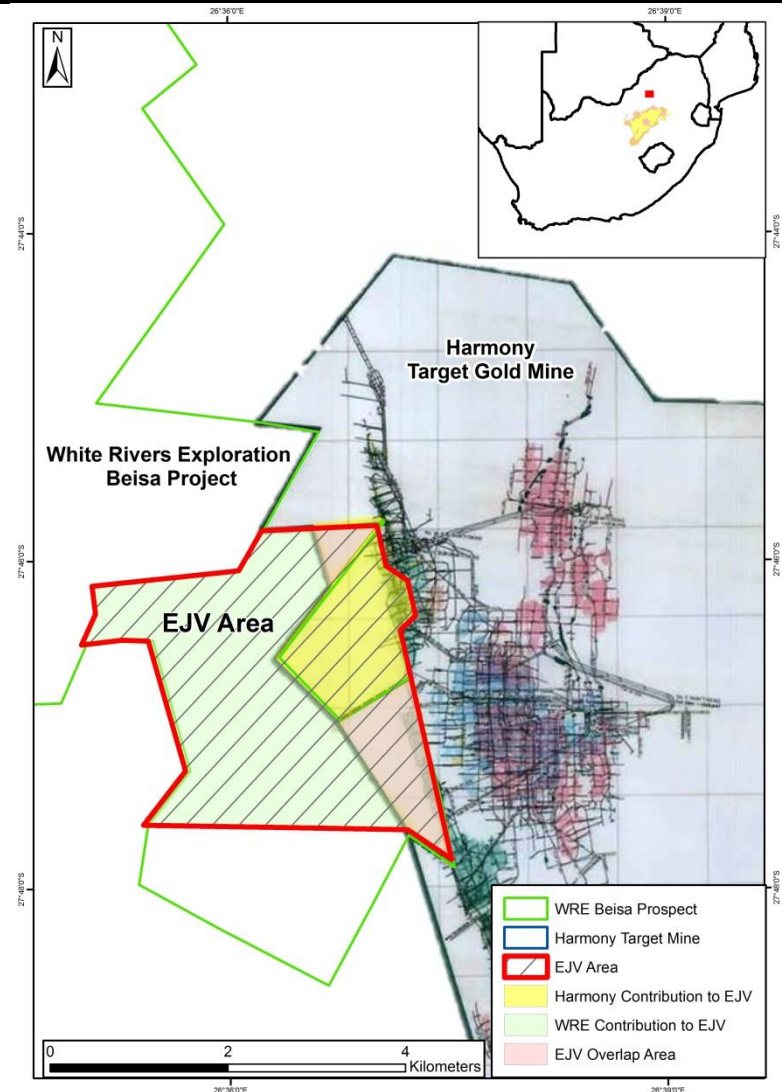 26°36'0"E
26°39'0"E
N
27°44'0"S
27°44'0"S
Harmony
Target Gold Mine
White Rivers Exploration
Beisa Project
27°46'0"S
27°46'0"S
EJV Area
27°48'0"S
27°48'0"S
WRE Beisa Prospect
Harmony Target Mine
EJV Area
Harmony Contribution to EJV
WRE Contribution to EJV
EJV Overlap Area
0
2
4
Kilometers
26°36'0"E
26°39'0"E